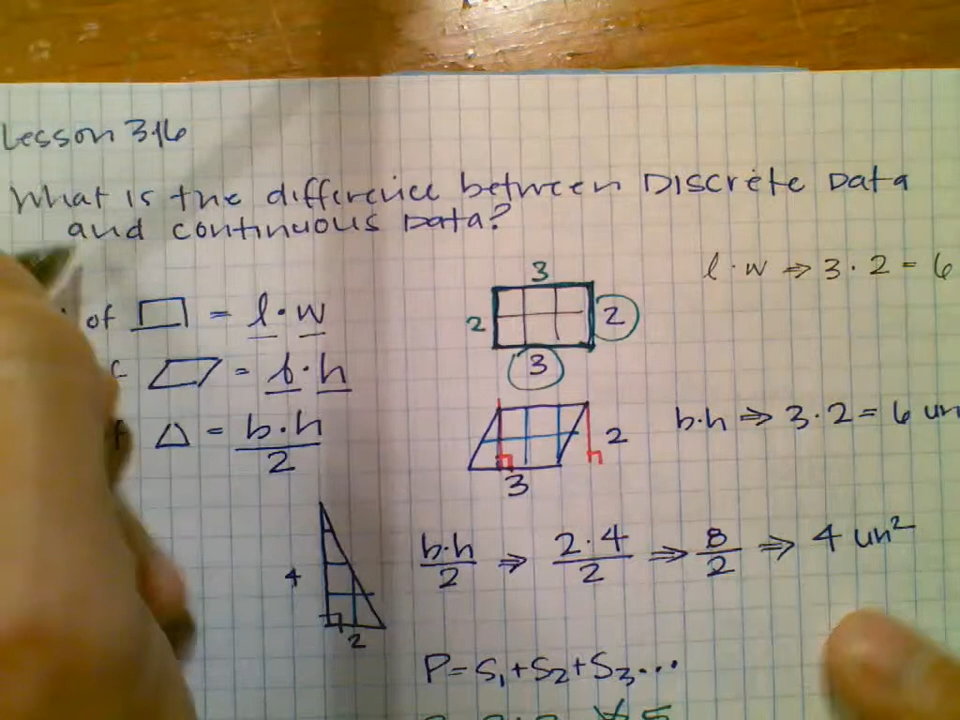 Lesson 3.1.6
What is the difference between Discrete Data
and continuous Data?
l · w ⇒ 3 · 2 = 6
3
of ▭ = l · w
2
2
3
▱ = b · h
b·h ⇒ 3 · 2 = 6 un
2
3
△ = b·h/2
b·h/2 ⇒ 2·4/2 ⇒ 8/2 ⇒ 4 un²
4
2
P = S₁+S₂+S₃...